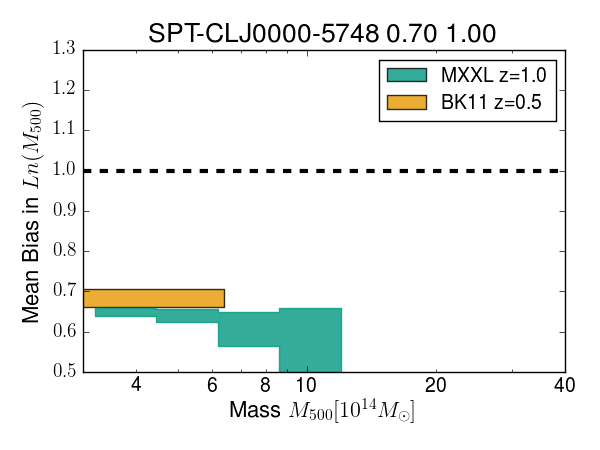 SPT-CLJ0000-5748 0.70 1.00
MXXL z=1.0
BK11 z=0.5
Mean Bias in Ln(M500)
1.3
1.2
1.1
1.0
0.9
0.8
0.7
0.6
0.5
4 6 8 10 20 40
Mass M500[10^14 M⊙]